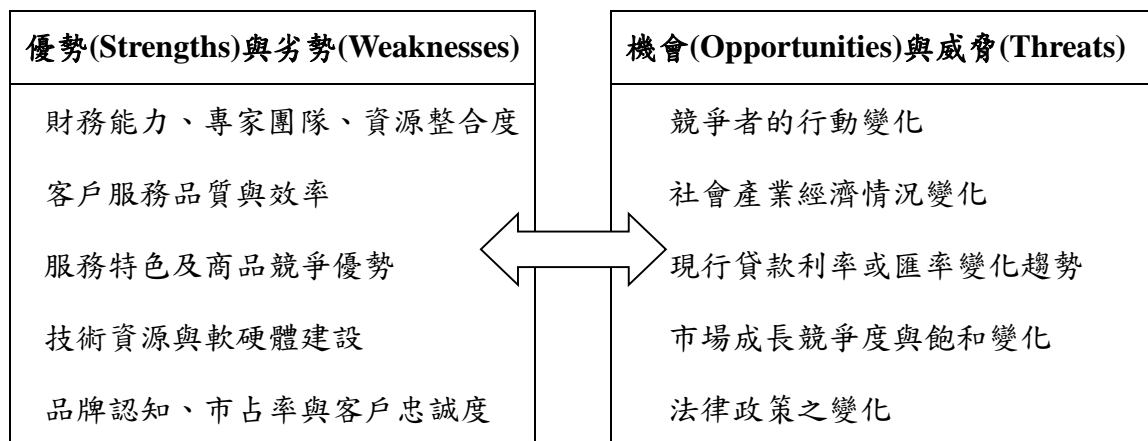 優勢(Strengths)與劣勢(Weaknesses)
財務能力、專家團隊、資源整合度
客戶服務品質與效率
服務特色及商品競爭優勢
技術資源與軟硬體建設
品牌認知、市占率與客戶忠誠度
機會(Opportunities)與威脅(Threats)
競爭者的行動變化
社會產業經濟情況變化
現行貸款利率或匯率變化趨勢
市場成長競爭度與飽和變化
法律政策之變化